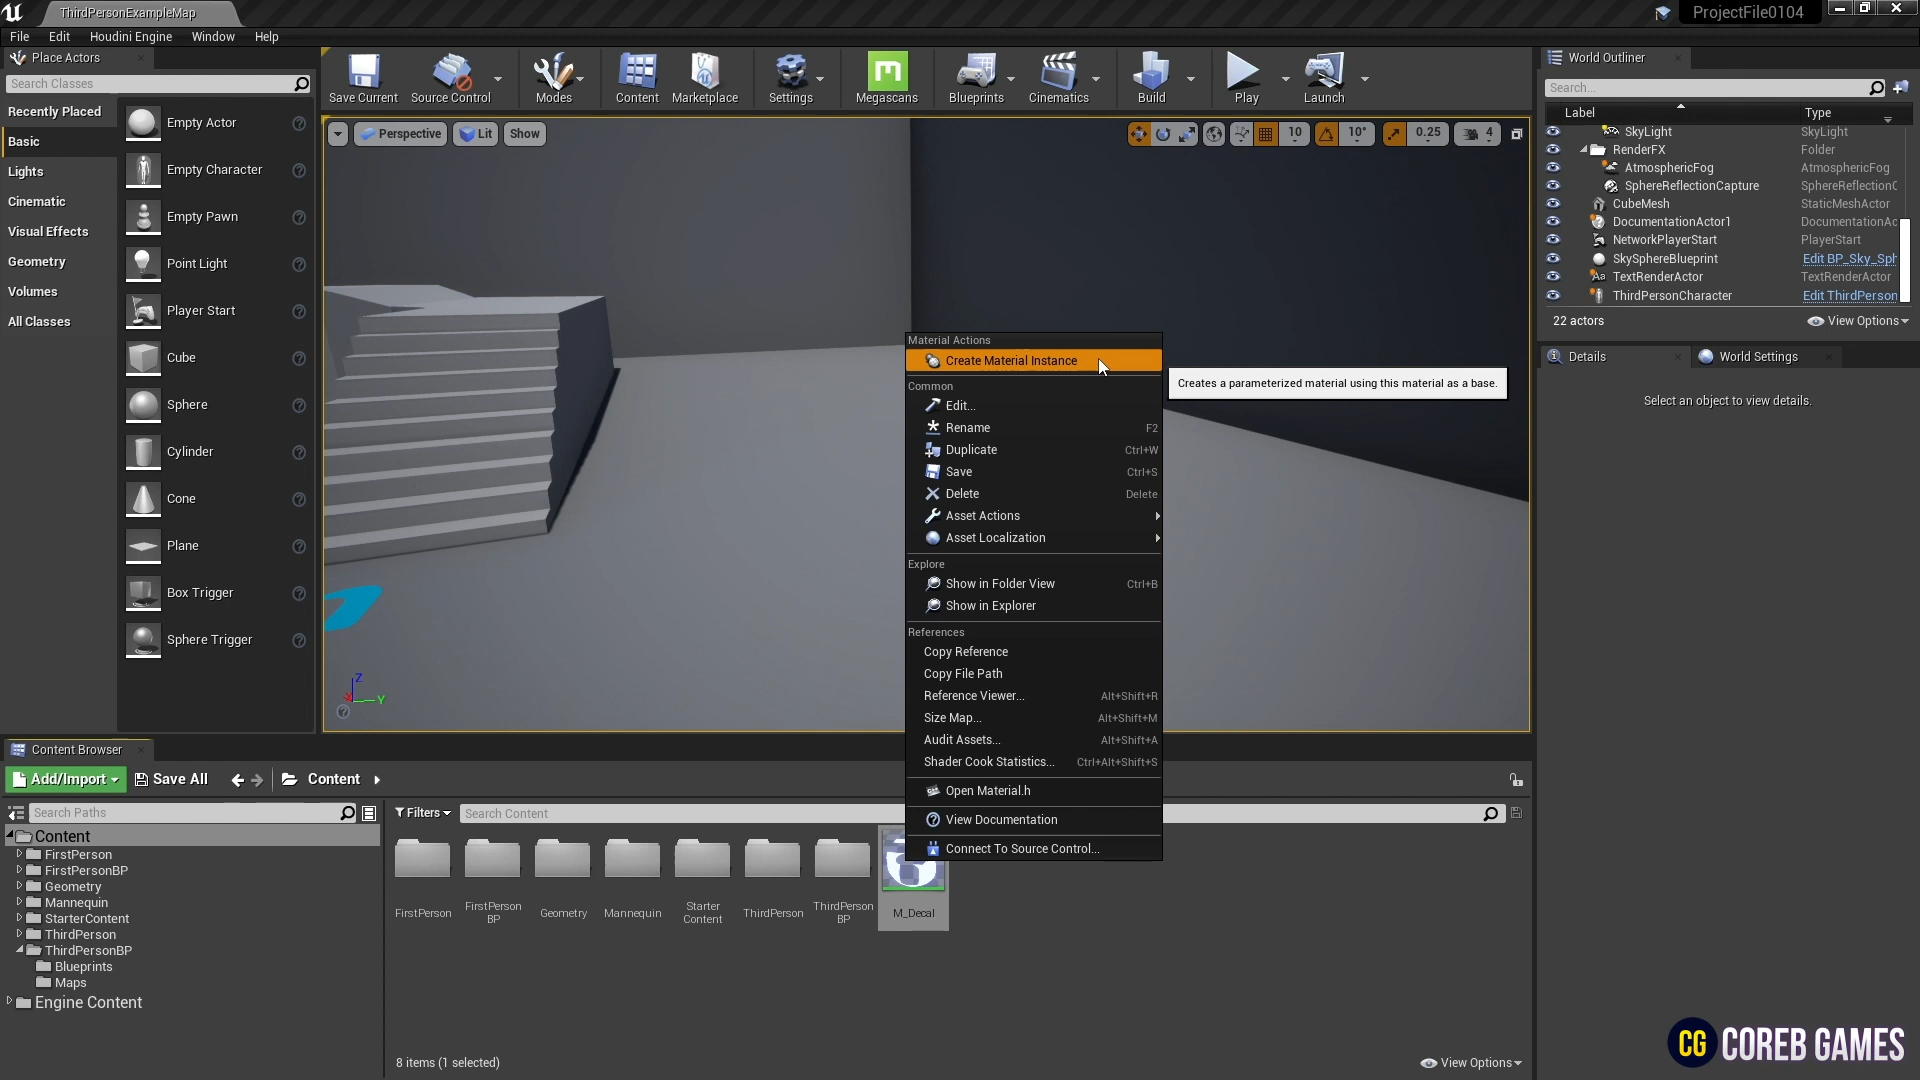 ThirdPersonExampleMap
ProjectFile0104
File Edit Houdini Engine Window Help
Place Actors
Search Classes
Recently Placed
Basic
Lights
Cinematic
Visual Effects
Geometry
Volumes
All Classes
Empty Actor
Empty Character
Empty Pawn
Point Light
Player Start
Cube
Sphere
Cylinder
Cone
Plane
Box Trigger
Sphere Trigger
Save Current Source Control Modes Content Marketplace Settings Megascans Blueprints Cinematics Build Play Launch
Perspective Lit Show
10 10° 0.25 4
Z
Y
Material Actions
Create Material Instance
Creates a parameterized material using this material as a base.
Common
Edit...
Rename F2
Duplicate Ctrl+W
Save Ctrl+S
Delete Delete
Asset Actions
Asset Localization
Explore
Show in Folder View Ctrl+B
Show in Explorer
References
Copy Reference
Copy File Path
Reference Viewer... Alt+Shift+R
Size Map... Alt+Shift+M
Audit Assets... Alt+Shift+A
Shader Cook Statistics... Ctrl+Alt+Shift+S
Open Material.h
View Documentation
Connect To Source Control...
World Outliner
Search...
Label Type
SkyLight SkyLight
RenderFX Folder
AtmosphericFog AtmosphericFog
SphereReflectionCapture SphereReflectionC
CubeMesh StaticMeshActor
DocumentationActor1 DocumentationAc
NetworkPlayerStart PlayerStart
SkySphereBlueprint Edit BP_Sky_Sph
TextRenderActor TextRenderActor
ThirdPersonCharacter Edit ThirdPerson
22 actors View Options
Details World Settings
Select an object to view details.
Content Browser
Add/Import Save All Content
Search Paths
Content
FirstPerson
FirstPersonBP
Geometry
Mannequin
StarterContent
ThirdPerson
ThirdPersonBP
Blueprints
Maps
Engine Content
Filters Search Content
FirstPerson
FirstPerson
BP
Geometry
Mannequin
Starter
Content
ThirdPerson
ThirdPerson
BP
M_Decal
8 items (1 selected) View Options
CG COREB GAMES